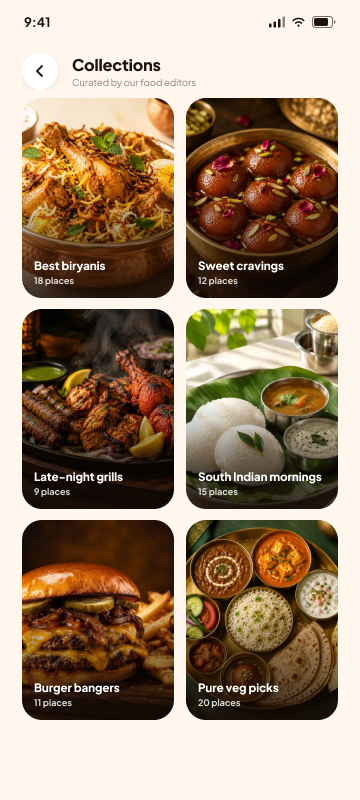 9:41
Collections
Curated by our food editors
Best biryanis
18 places
Sweet cravings
12 places
Late-night grills
9 places
South Indian mornings
15 places
Burger bangers
11 places
Pure veg picks
20 places